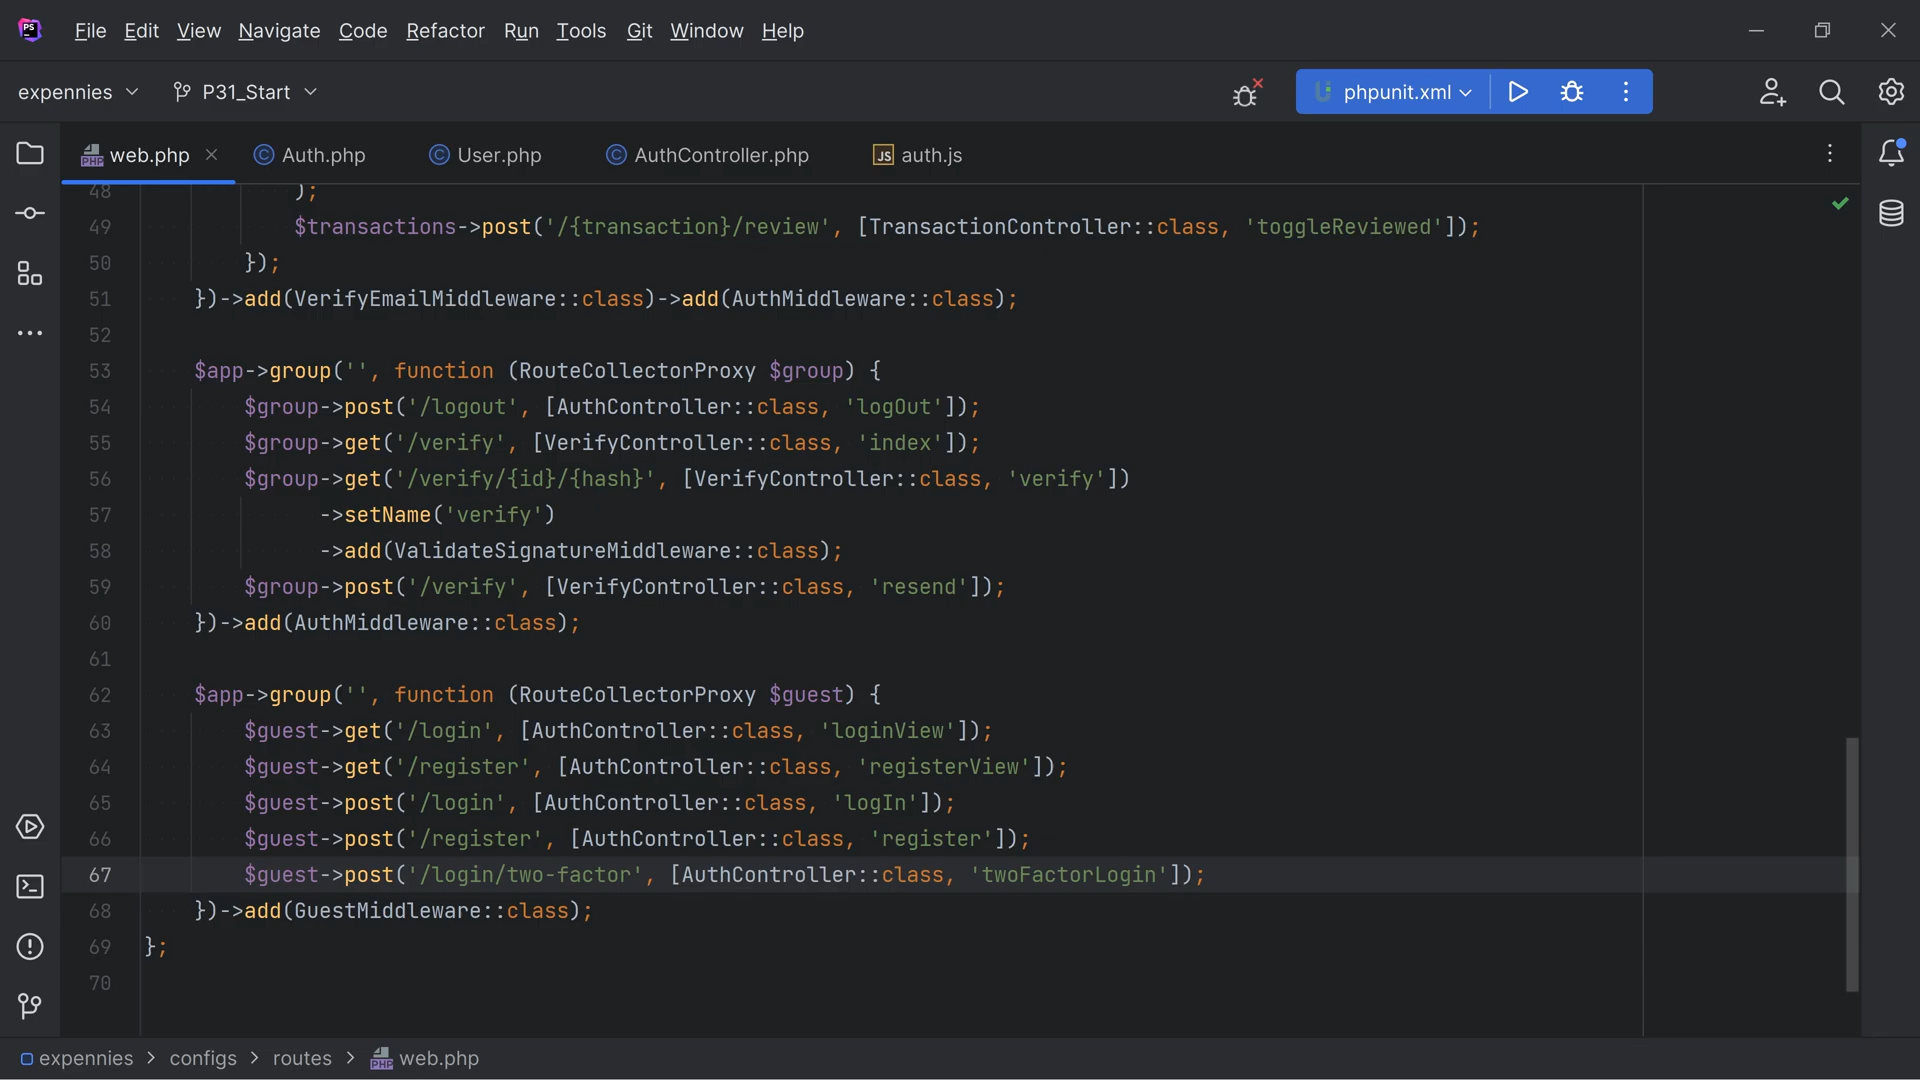 PS File Edit View Navigate Code Refactor Run Tools Git Window Help
expennies P31_Start phpunit.xml
PHP web.php Auth.php User.php AuthController.php JS auth.js
48 );
49 $transactions->post('/{transaction}/review', [TransactionController::class, 'toggleReviewed']);
50 });
51 })->add(VerifyEmailMiddleware::class)->add(AuthMiddleware::class);
52
53 $app->group('', function (RouteCollectorProxy $group) {
54 $group->post('/logout', [AuthController::class, 'logOut']);
55 $group->get('/verify', [VerifyController::class, 'index']);
56 $group->get('/verify/{id}/{hash}', [VerifyController::class, 'verify'])
57 ->setName('verify')
58 ->add(ValidateSignatureMiddleware::class);
59 $group->post('/verify', [VerifyController::class, 'resend']);
60 })->add(AuthMiddleware::class);
61
62 $app->group('', function (RouteCollectorProxy $guest) {
63 $guest->get('/login', [AuthController::class, 'loginView']);
64 $guest->get('/register', [AuthController::class, 'registerView']);
65 $guest->post('/login', [AuthController::class, 'logIn']);
66 $guest->post('/register', [AuthController::class, 'register']);
67 $guest->post('/login/two-factor', [AuthController::class, 'twoFactorLogin']);
68 })->add(GuestMiddleware::class);
69 };
70
expennies > configs > routes > PHP web.php